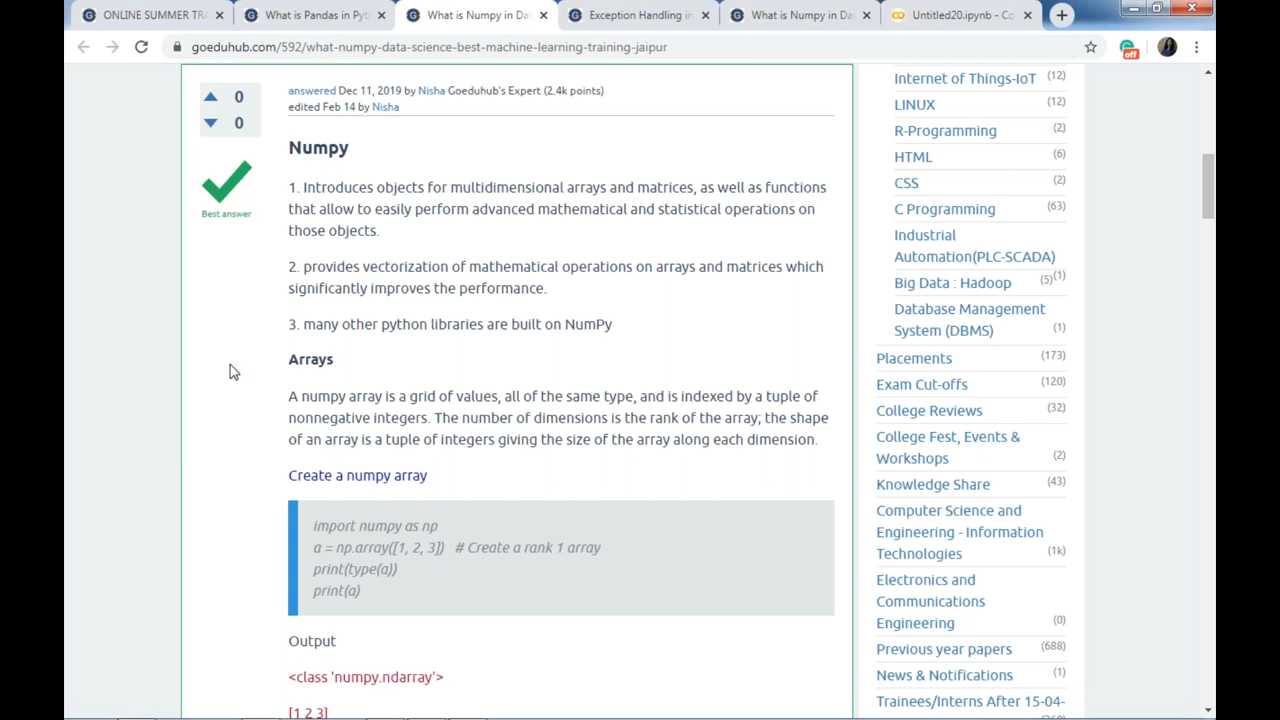 ONLINE SUMMER TRA
What is Pandas in Pyt
What is Numpy in Da
Exception Handling in
What is Numpy in Da
Untitled20.ipynb - Co
goeduhub.com/592/what-numpy-data-science-best-machine-learning-training-jaipur
off
0
0
Best answer
answered Dec 11, 2019 by Nisha Goeduhub's Expert (2.4k points)
edited Feb 14 by Nisha
Numpy
1. Introduces objects for multidimensional arrays and matrices, as well as functions
that allow to easily perform advanced mathematical and statistical operations on
those objects.
2. provides vectorization of mathematical operations on arrays and matrices which
significantly improves the performance.
3. many other python libraries are built on NumPy
Arrays
A numpy array is a grid of values, all of the same type, and is indexed by a tuple of
nonnegative integers. The number of dimensions is the rank of the array; the shape
of an array is a tuple of integers giving the size of the array along each dimension.
Create a numpy array
import numpy as np
a = np.array([1, 2, 3]) # Create a rank 1 array
print(type(a))
print(a)
Output
<class 'numpy.ndarray'>
[1 2 3]
Internet of Things-IoT (12)
LINUX (12)
R-Programming (2)
HTML (6)
CSS (2)
C Programming (63)
Industrial
Automation(PLC-SCADA) (1)
Big Data : Hadoop (5)
Database Management
System (DBMS) (1)
Placements (173)
Exam Cut-offs (120)
College Reviews (32)
College Fest, Events &
Workshops (2)
Knowledge Share (43)
Computer Science and
Engineering - Information
Technologies (1k)
Electronics and
Communications
Engineering (0)
Previous year papers (688)
News & Notifications (1)
Trainees/Interns After 15-04-